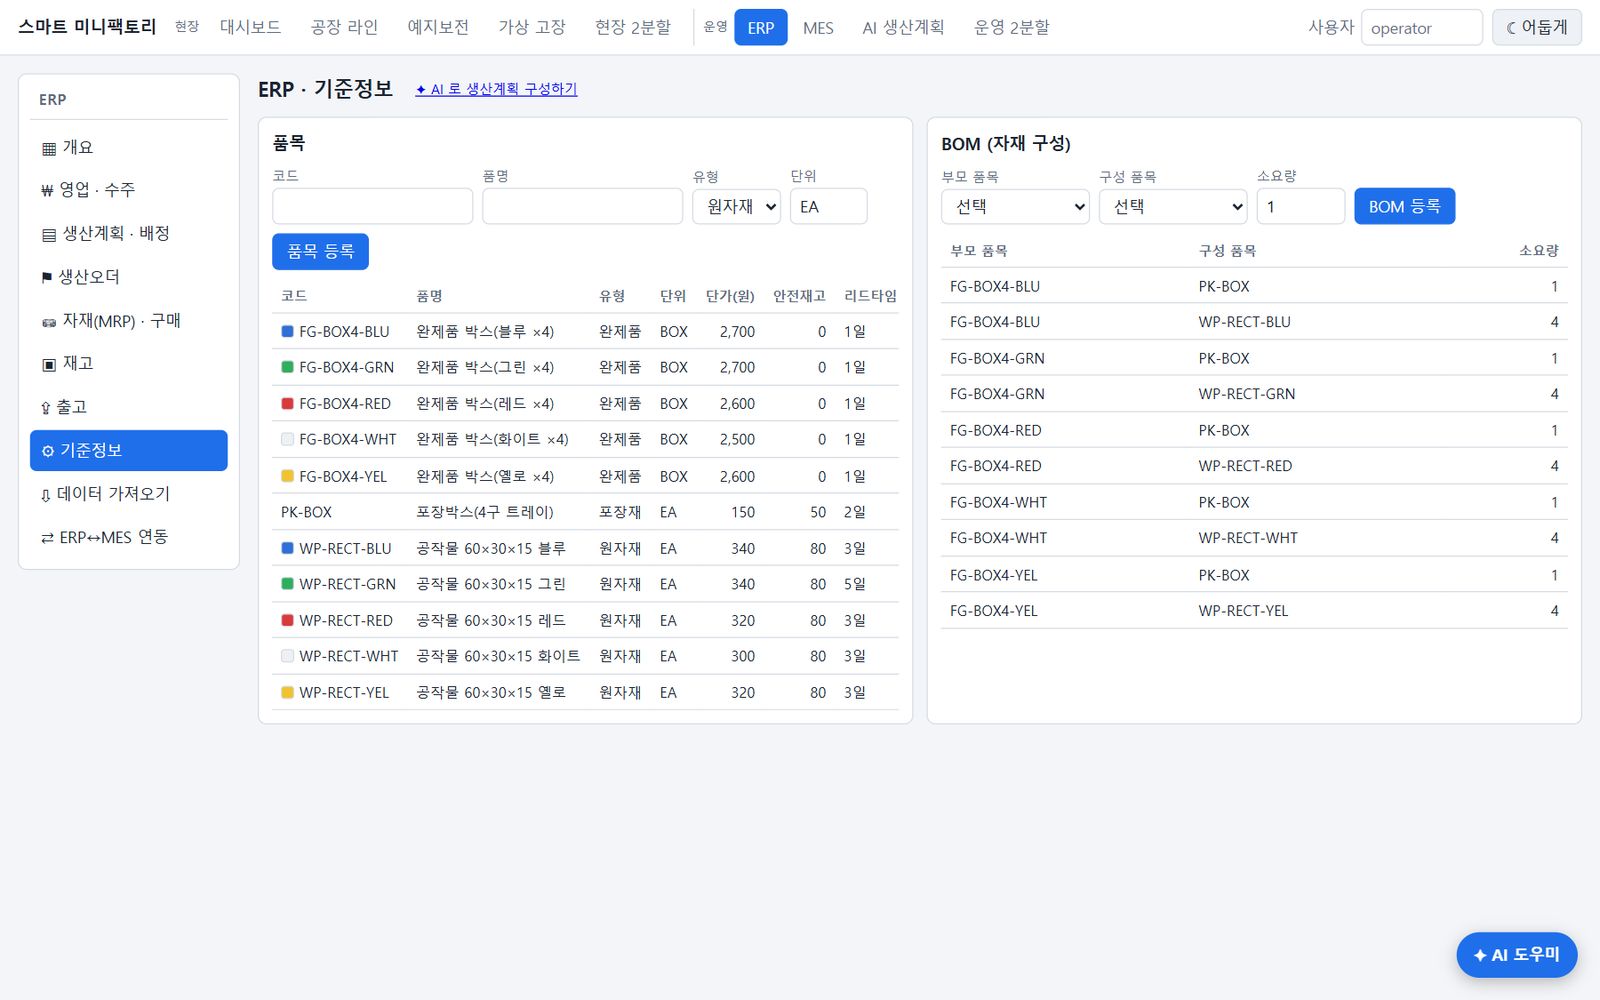 스마트 미니팩토리 현장 대시보드 공장 라인 예지보전 가상 고장 현장 2분할 운영 ERP MES AI 생산계획 운영 2분할 사용자 operator ☾ 어둡게
ERP
▦ 개요
₩ 영업 · 수주
▤ 생산계획 · 배정
⚑ 생산오더
자재(MRP) · 구매
▣ 재고
⇪ 출고
⚙ 기준정보
⇩ 데이터 가져오기
⇄ ERP↔MES 연동
ERP · 기준정보 ✦ AI 로 생산계획 구성하기
품목
코드 품명 유형 단위
원자재 EA
품목 등록
코드 품명 유형 단위 단가(원) 안전재고 리드타임
FG-BOX4-BLU 완제품 박스(블루 ×4) 완제품 BOX 2,700 0 1일
FG-BOX4-GRN 완제품 박스(그린 ×4) 완제품 BOX 2,700 0 1일
FG-BOX4-RED 완제품 박스(레드 ×4) 완제품 BOX 2,600 0 1일
FG-BOX4-WHT 완제품 박스(화이트 ×4) 완제품 BOX 2,500 0 1일
FG-BOX4-YEL 완제품 박스(옐로 ×4) 완제품 BOX 2,600 0 1일
PK-BOX 포장박스(4구 트레이) 포장재 EA 150 50 2일
WP-RECT-BLU 공작물 60×30×15 블루 원자재 EA 340 80 3일
WP-RECT-GRN 공작물 60×30×15 그린 원자재 EA 340 80 5일
WP-RECT-RED 공작물 60×30×15 레드 원자재 EA 320 80 3일
WP-RECT-WHT 공작물 60×30×15 화이트 원자재 EA 300 80 3일
WP-RECT-YEL 공작물 60×30×15 옐로 원자재 EA 320 80 3일
BOM (자재 구성)
부모 품목 구성 품목 소요량
선택 선택 1 BOM 등록
부모 품목 구성 품목 소요량
FG-BOX4-BLU PK-BOX 1
FG-BOX4-BLU WP-RECT-BLU 4
FG-BOX4-GRN PK-BOX 1
FG-BOX4-GRN WP-RECT-GRN 4
FG-BOX4-RED PK-BOX 1
FG-BOX4-RED WP-RECT-RED 4
FG-BOX4-WHT PK-BOX 1
FG-BOX4-WHT WP-RECT-WHT 4
FG-BOX4-YEL PK-BOX 1
FG-BOX4-YEL WP-RECT-YEL 4
✦ AI 도우미